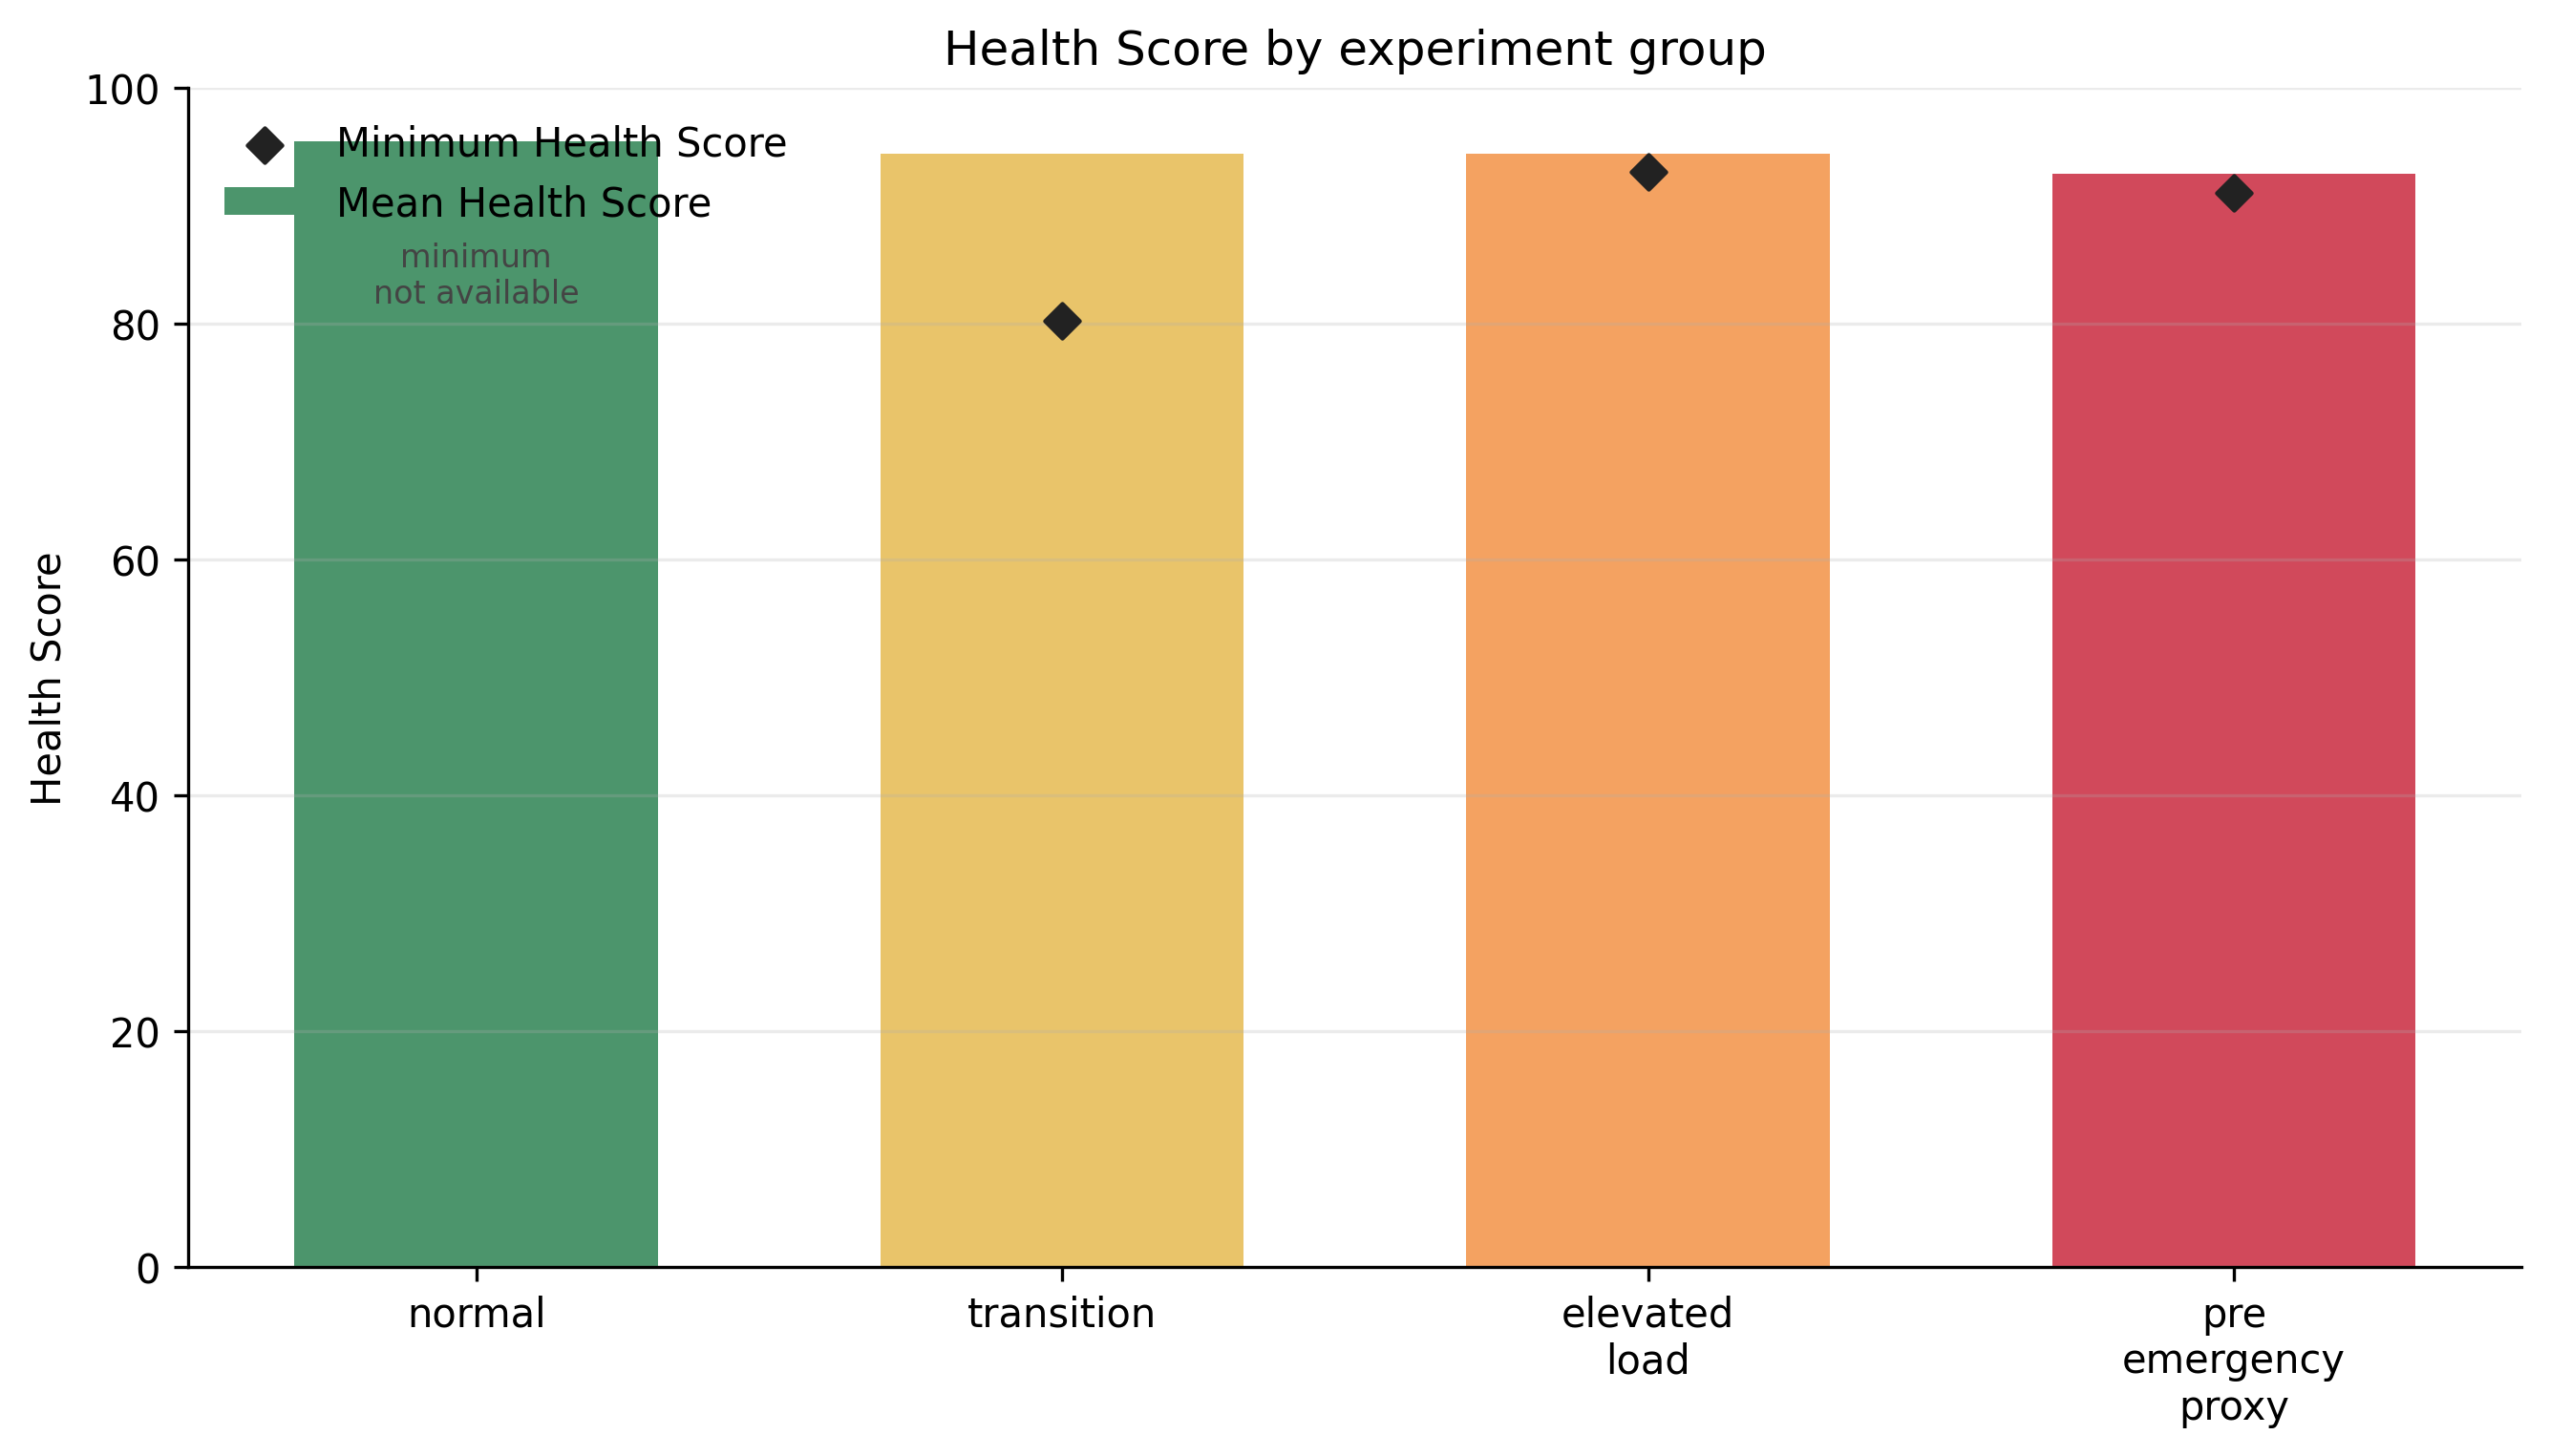 Health Score by experiment group
100
80
60
40
20
0
Health Score
Minimum Health Score
Mean Health Score
minimum
not available
normal
transition
elevated
load
pre
emergency
proxy